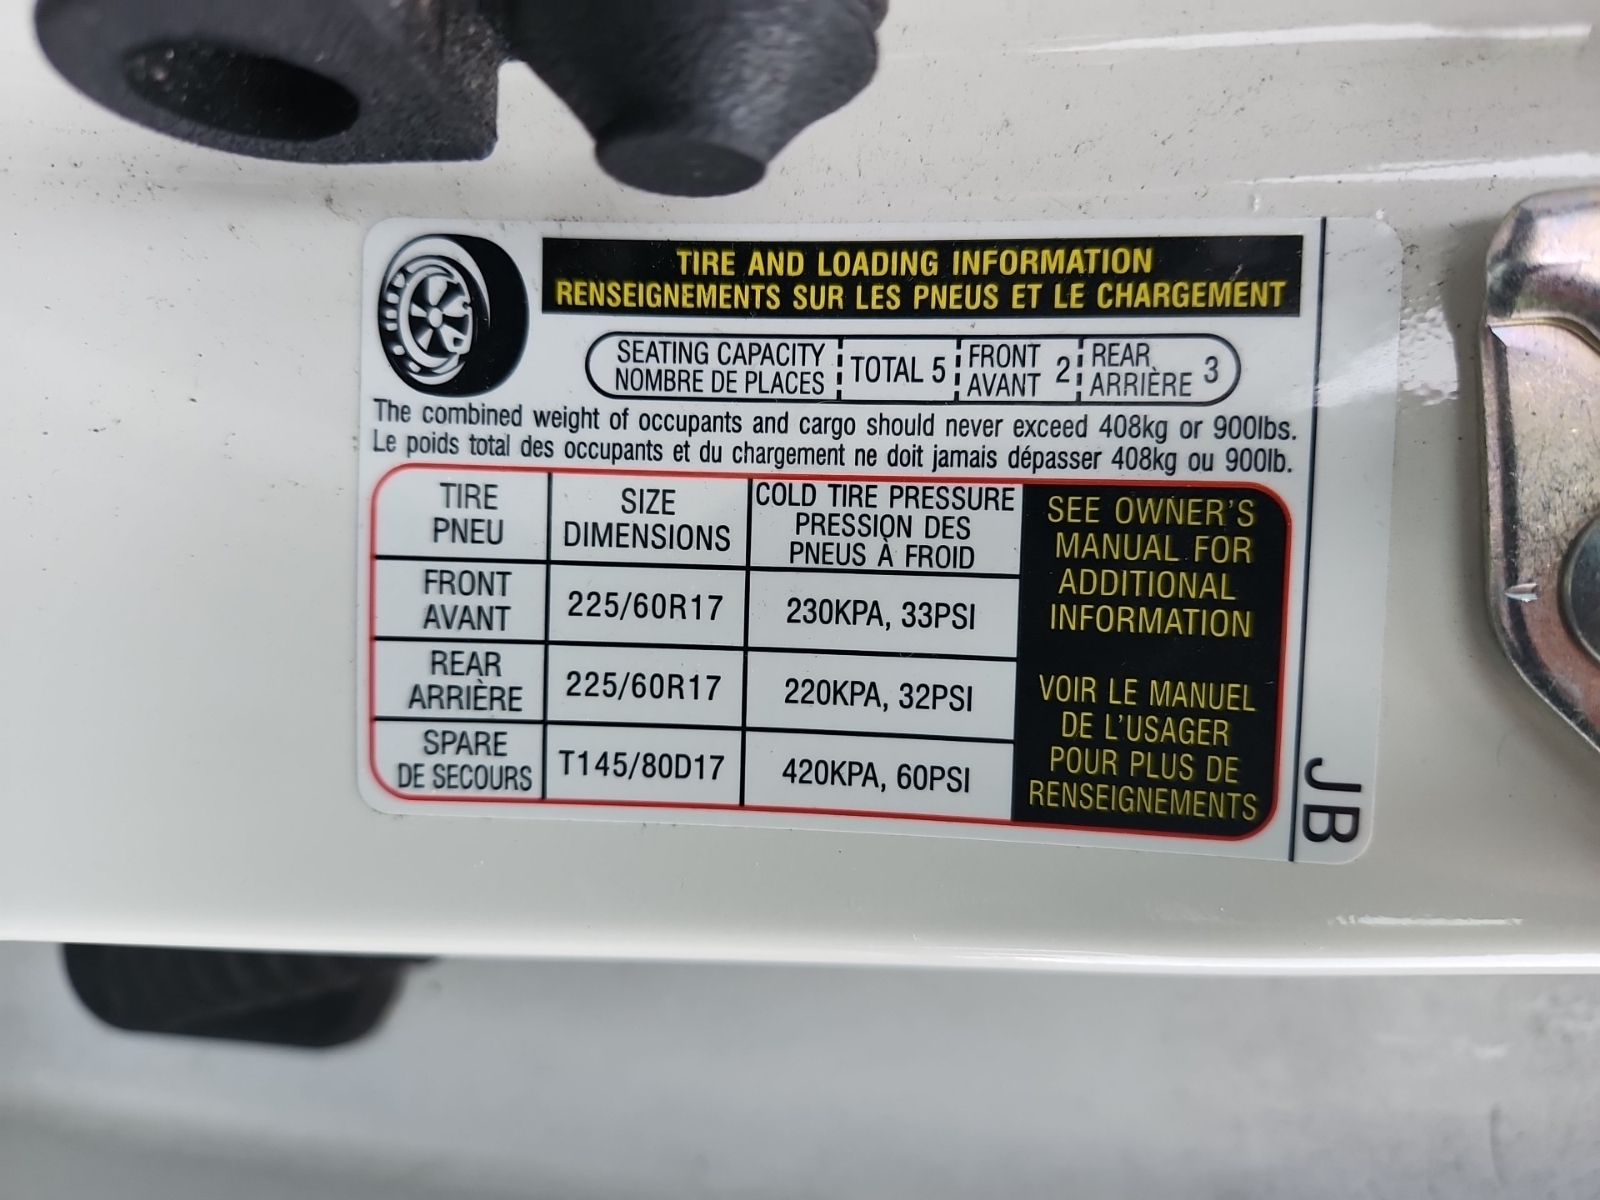 TIRE AND LOADING INFORMATION
RENSEIGNEMENTS SUR LES PNEUS ET LE CHARGEMENT
SEATING CAPACITY TOTAL 5 FRONT 2 REAR 3
NOMBRE DE PLACES AVANT ARRIÈRE
The combined weight of occupants and cargo should never exceed 408kg or 900lbs.
Le poids total des occupants et du chargement ne doit jamais dépasser 408kg ou 900lb.
TIRE
PNEU
SIZE
DIMENSIONS
COLD TIRE PRESSURE
PRESSION DES
PNEUS À FROID
FRONT
AVANT
225/60R17
230KPA, 33PSI
REAR
ARRIÈRE
225/60R17
220KPA, 32PSI
SPARE
DE SECOURS
T145/80D17
420KPA, 60PSI
SEE OWNER'S
MANUAL FOR
ADDITIONAL
INFORMATION
VOIR LE MANUEL
DE L'USAGER
POUR PLUS DE
RENSEIGNEMENTS
JB